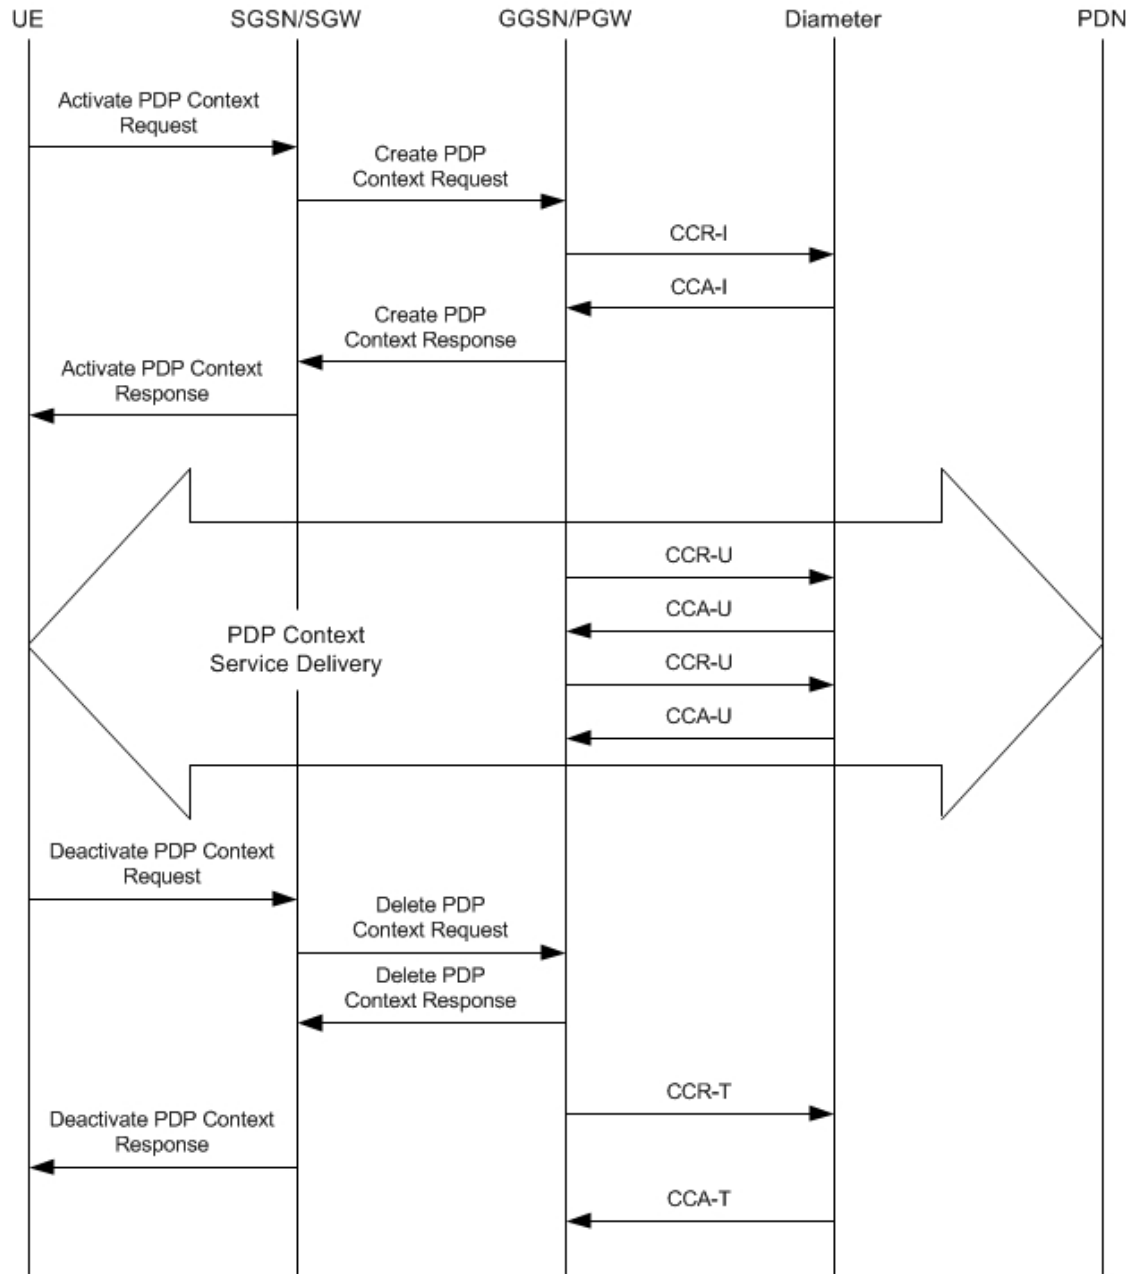 UE SGSN/SGW GGSN/PGW Diameter PDN
Activate PDP Context
Request
Create PDP
Context Request
CCR-I
CCA-I
Create PDP
Context Response
Activate PDP Context
Response
CCR-U
CCA-U
PDP Context
Service Delivery
CCR-U
CCA-U
Deactivate PDP Context
Request
Delete PDP
Context Request
Delete PDP
Context Response
CCR-T
Deactivate PDP Context
Response
CCA-T